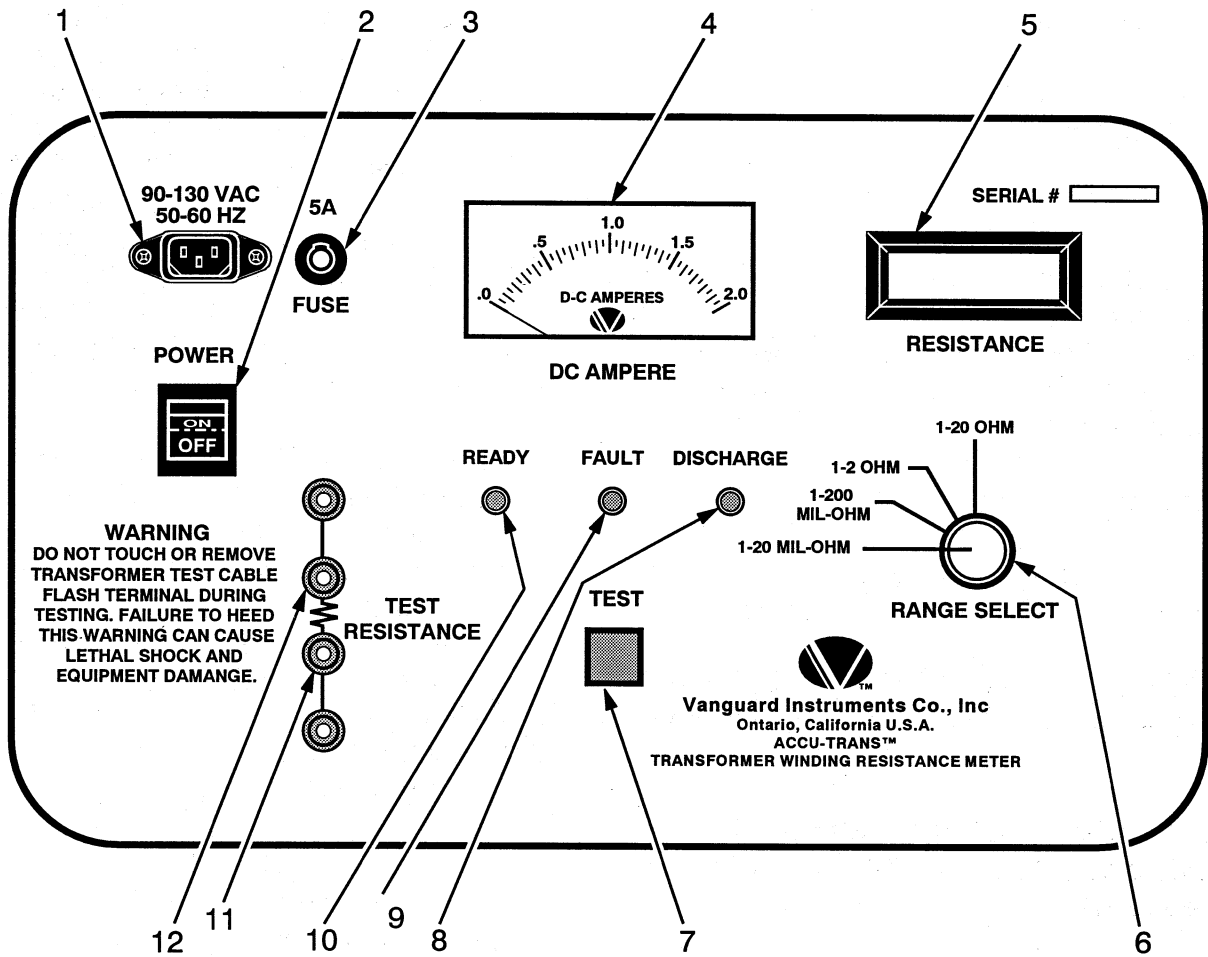 1
2
3
4
5
90-130 VAC
50-60 HZ
5A
FUSE
.0
.5
1.0
1.5
2.0
D-C AMPERES
DC AMPERE
SERIAL #
RESISTANCE
POWER
ON
OFF
READY
FAULT
DISCHARGE
1-20 OHM
1-2 OHM
1-200
MIL-OHM
1-20 MIL-OHM
RANGE SELECT
WARNING
DO NOT TOUCH OR REMOVE
TRANSFORMER TEST CABLE
FLASH TERMINAL DURING
TESTING. FAILURE TO HEED
THIS WARNING CAN CAUSE
LETHAL SHOCK AND
EQUIPMENT DAMANGE.
TEST
RESISTANCE
TEST
TM
Vanguard Instruments Co., Inc
Ontario, California U.S.A.
ACCU-TRANS™
TRANSFORMER WINDING RESISTANCE METER
12
11
10
9
8
7
6